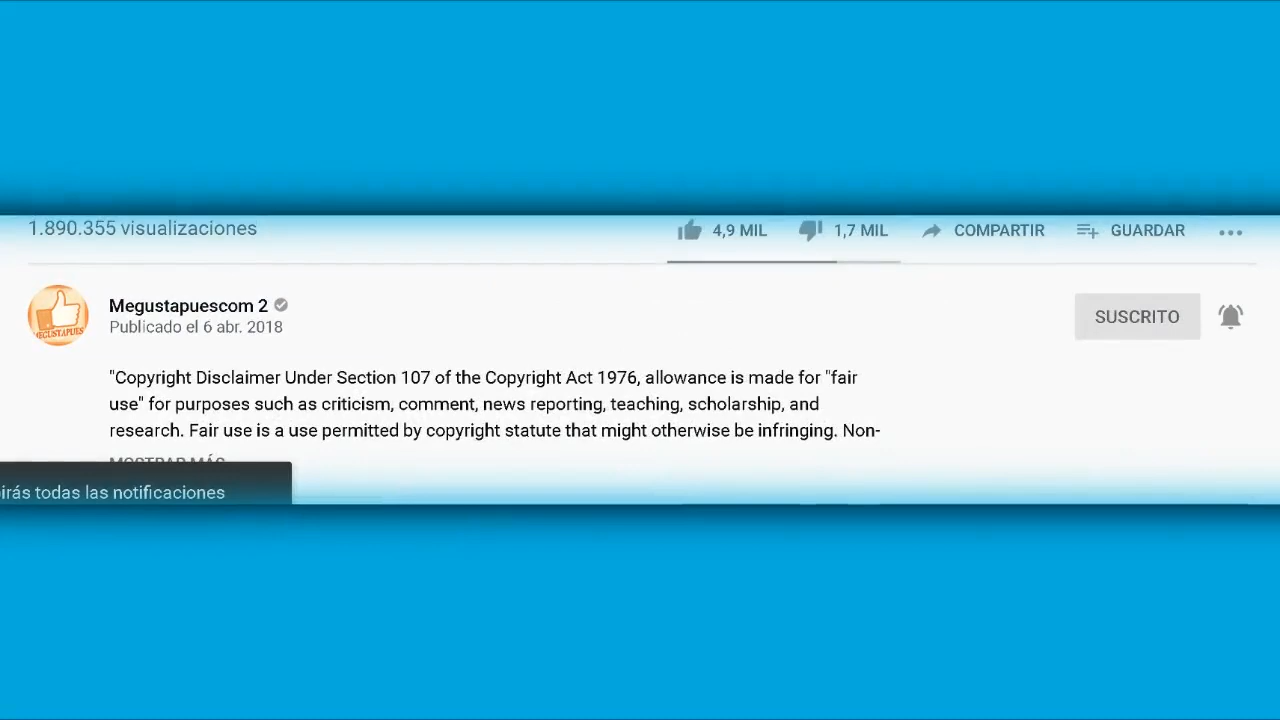 1.890.355 visualizaciones
4,9 MIL
1,7 MIL
COMPARTIR
GUARDAR
Megustapuescom 2
Publicado el 6 abr. 2018
SUSCRITO
MEGUSTAPUES
"Copyright Disclaimer Under Section 107 of the Copyright Act 1976, allowance is made for "fair
use" for purposes such as criticism, comment, news reporting, teaching, scholarship, and
research. Fair use is a use permitted by copyright statute that might otherwise be infringing. Non-
MOSTRAR MÁS
irás todas las notificaciones